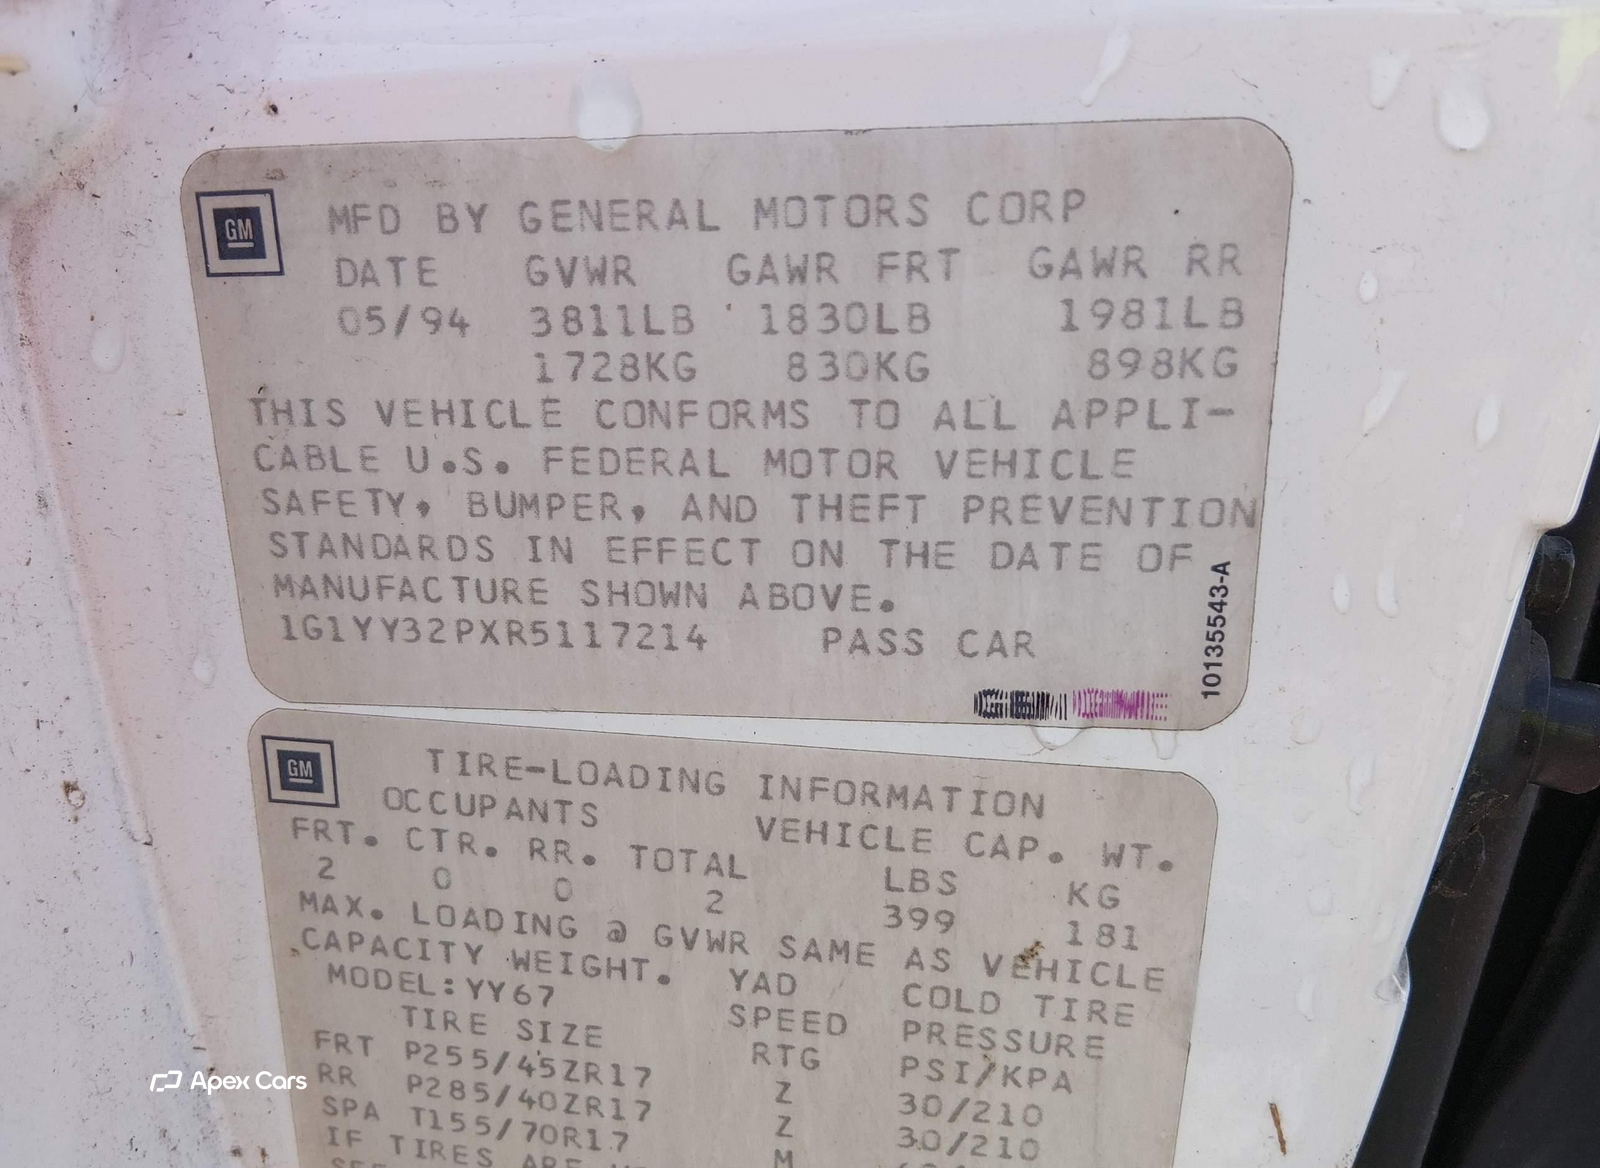 GM
MFD BY GENERAL MOTORS CORP
DATE GVWR GAWR FRT GAWR RR
05/94 3811LB 1830LB 1981LB
1728KG 830KG 898KG
THIS VEHICLE CONFORMS TO ALL APPLI-
CABLE U.S. FEDERAL MOTOR VEHICLE
SAFETY, BUMPER, AND THEFT PREVENTION
STANDARDS IN EFFECT ON THE DATE OF
MANUFACTURE SHOWN ABOVE.
1G1YY32PXR5117214 PASS CAR
10135543-A
GM
TIRE-LOADING INFORMATION
OCCUPANTS VEHICLE CAP. WT.
FRT. CTR. RR. TOTAL LBS KG
2 0 0 2 399 181
MAX. LOADING @ GVWR SAME AS VEHICLE
CAPACITY WEIGHT. YAD COLD TIRE
MODEL:YY67 SPEED PRESSURE
TIRE SIZE RTG PSI/KPA
FRT P255/45ZR17 Z 30/210
RR P285/40ZR17 Z 30/210
SPA T155/70R17 M
IF TIRES ARE
Apex Cars